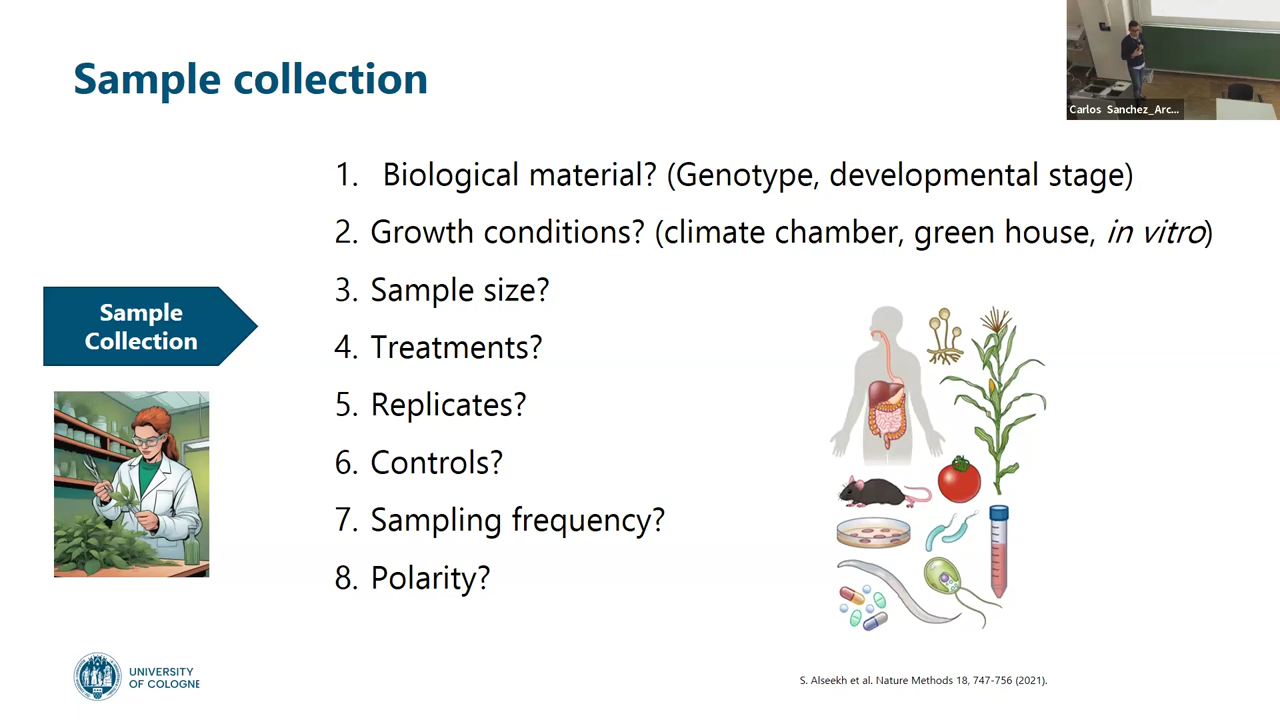 Sample collection
Carlos Sanchez_Arc...
1. Biological material? (Genotype, developmental stage)
2. Growth conditions? (climate chamber, green house, in vitro)
3. Sample size?
Sample
Collection
4. Treatments?
5. Replicates?
6. Controls?
7. Sampling frequency?
8. Polarity?
UNIVERSITY
OF COLOGNE
S. Alseekh et al. Nature Methods 18, 747-756 (2021).